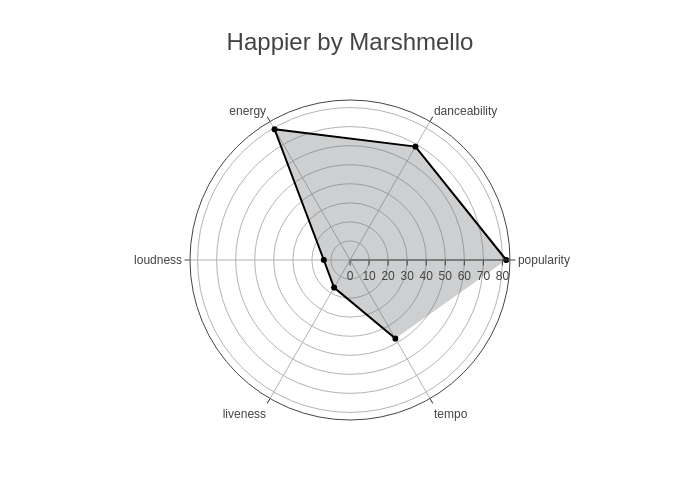 Happier by Marshmello
energy
danceability
loudness
popularity
0 10 20 30 40 50 60 70 80
liveness
tempo